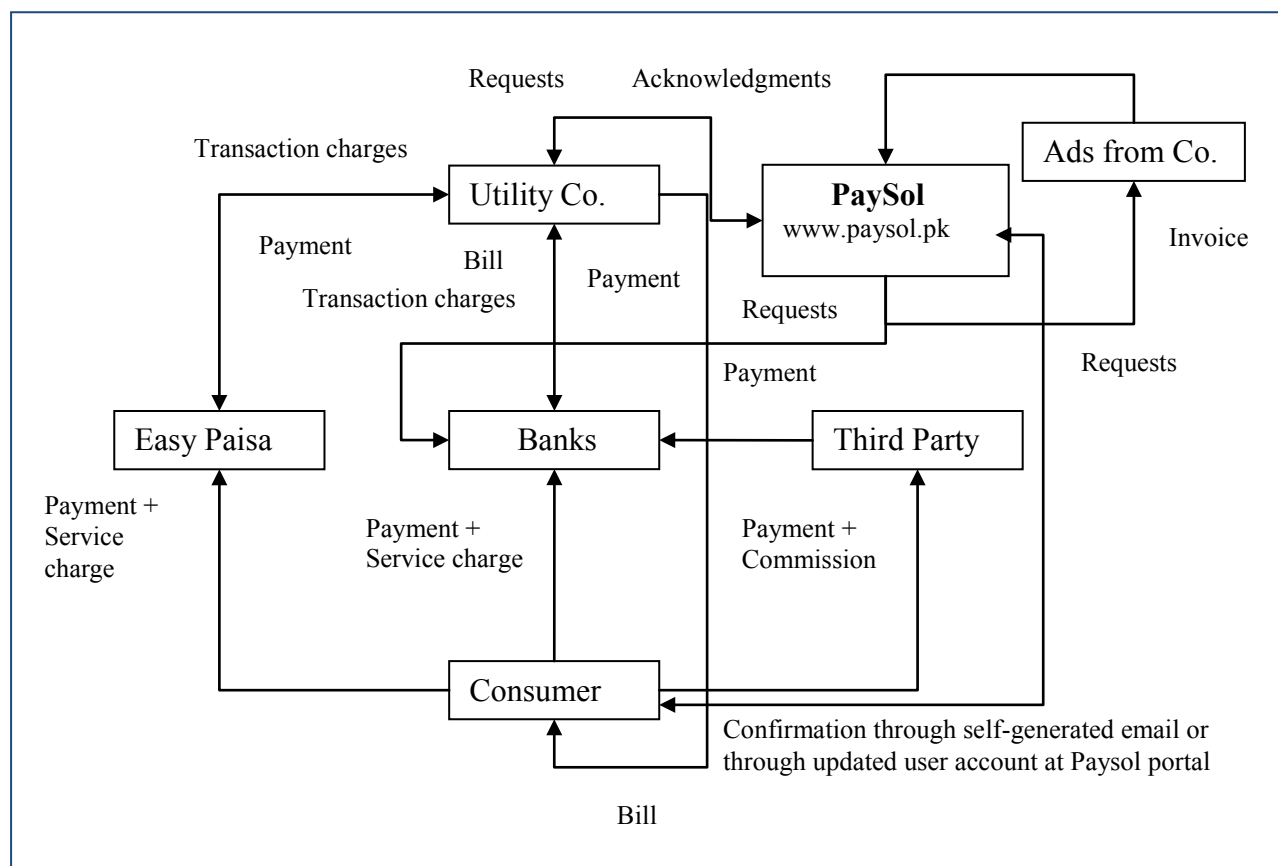 Requests
Acknowledgments
Transaction charges
Ads from Co.
Utility Co.
PaySol
www.paysol.pk
Payment
Bill
Transaction charges
Payment
Requests
Invoice
Payment
Requests
Easy Paisa
Banks
Third Party
Payment +
Service
charge
Payment +
Service charge
Payment +
Commission
Consumer
Confirmation through self-generated email or
through updated user account at Paysol portal
Bill